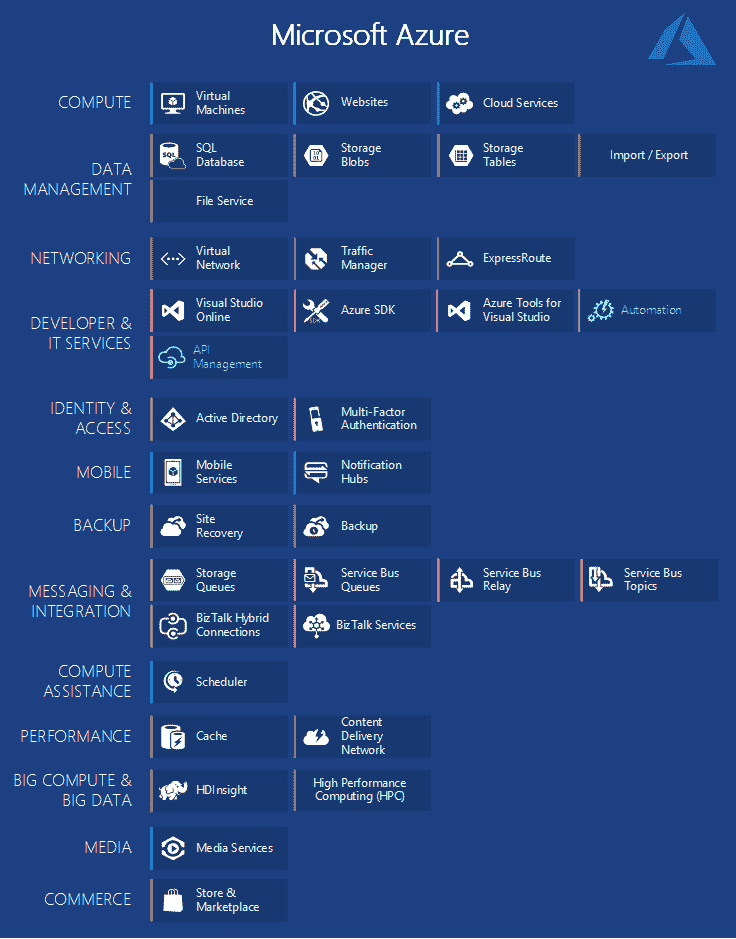 Microsoft Azure
COMPUTE
Virtual
Machines
Websites
Cloud Services
DATA
MANAGEMENT
SQL
SQL
Database
10
01
Storage
Blobs
Storage
Tables
Import / Export
File Service
NETWORKING
Virtual
Network
Traffic
Manager
ExpressRoute
DEVELOPER &
IT SERVICES
Visual Studio
Online
SDK
Azure SDK
Azure Tools for
Visual Studio
Automation
API
Management
IDENTITY &
ACCESS
Active Directory
Multi-Factor
Authentication
MOBILE
Mobile
Services
Notification
Hubs
BACKUP
Site
Recovery
Backup
MESSAGING &
INTEGRATION
Storage
Queues
Service Bus
Queues
Service Bus
Relay
Service Bus
Topics
BizTalk Hybrid
Connections
BizTalk Services
COMPUTE
ASSISTANCE
Scheduler
PERFORMANCE
Cache
Content
Delivery
Network
BIG COMPUTE &
BIG DATA
HDInsight
High Performance
Computing (HPC)
MEDIA
Media Services
COMMERCE
Store &
Marketplace